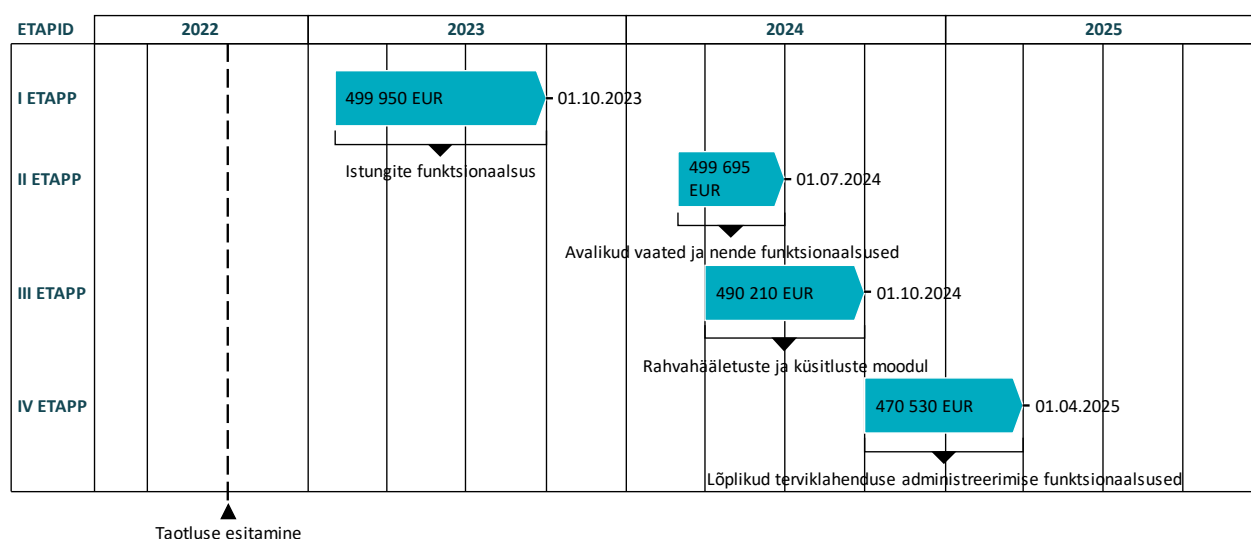 ETAPID 2022 2023 2024 2025
I ETAPP 499 950 EUR 01.10.2023
Istungite funktsionaalsus
II ETAPP 499 695 EUR 01.07.2024
Avalikud vaated ja nende funktsionaalsused
III ETAPP 490 210 EUR 01.10.2024
Rahvahääletuste ja küsitluste moodul
IV ETAPP 470 530 EUR 01.04.2025
Lõplikud terviklahenduse administreerimise funktsionaalsused
Taotluse esitamine